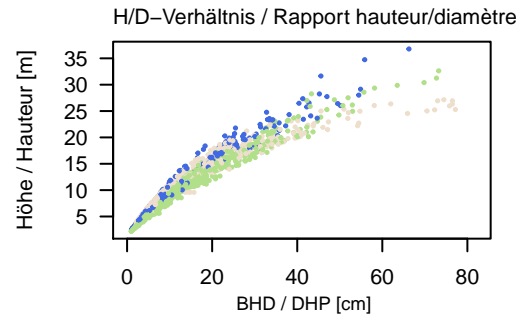 H/D−Verhältnis / Rapport hauteur/diamètre
Höhe / Hauteur [m]
35
30
25
20
15
10
5
0 20 40 60 80
BHD / DHP [cm]